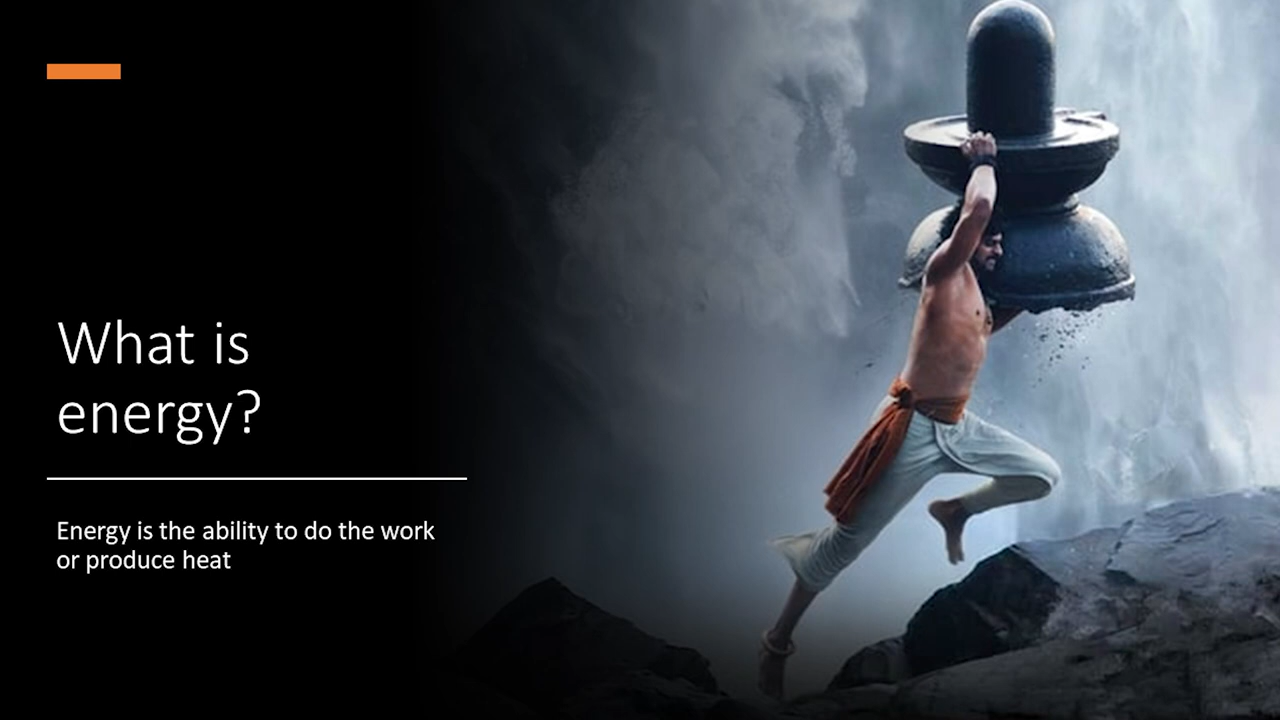 What is
energy?
Energy is the ability to do the work
or produce heat